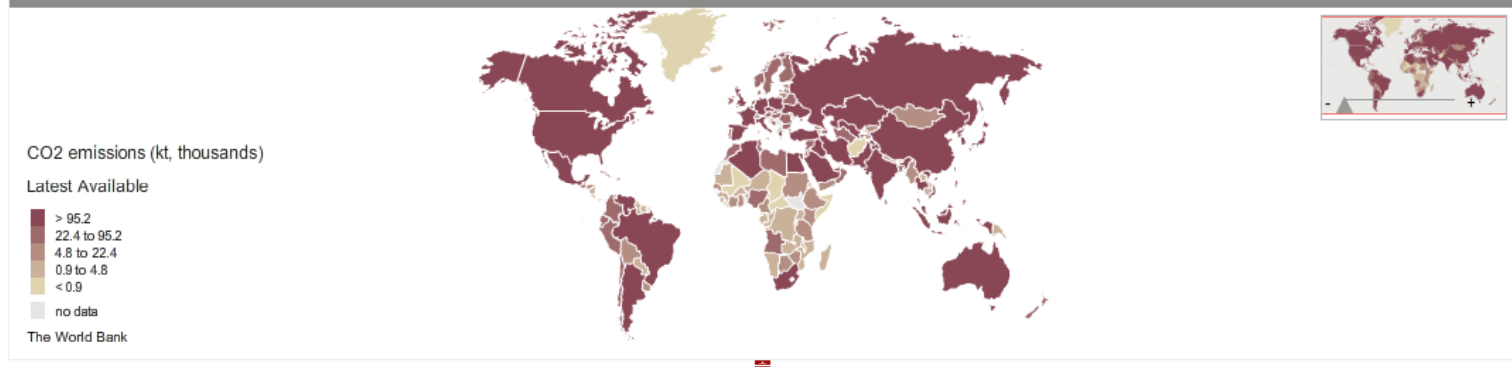 CO2 emissions (kt, thousands)
Latest Available
> 95.2
22.4 to 95.2
4.8 to 22.4
0.9 to 4.8
< 0.9
no data
The World Bank
- +